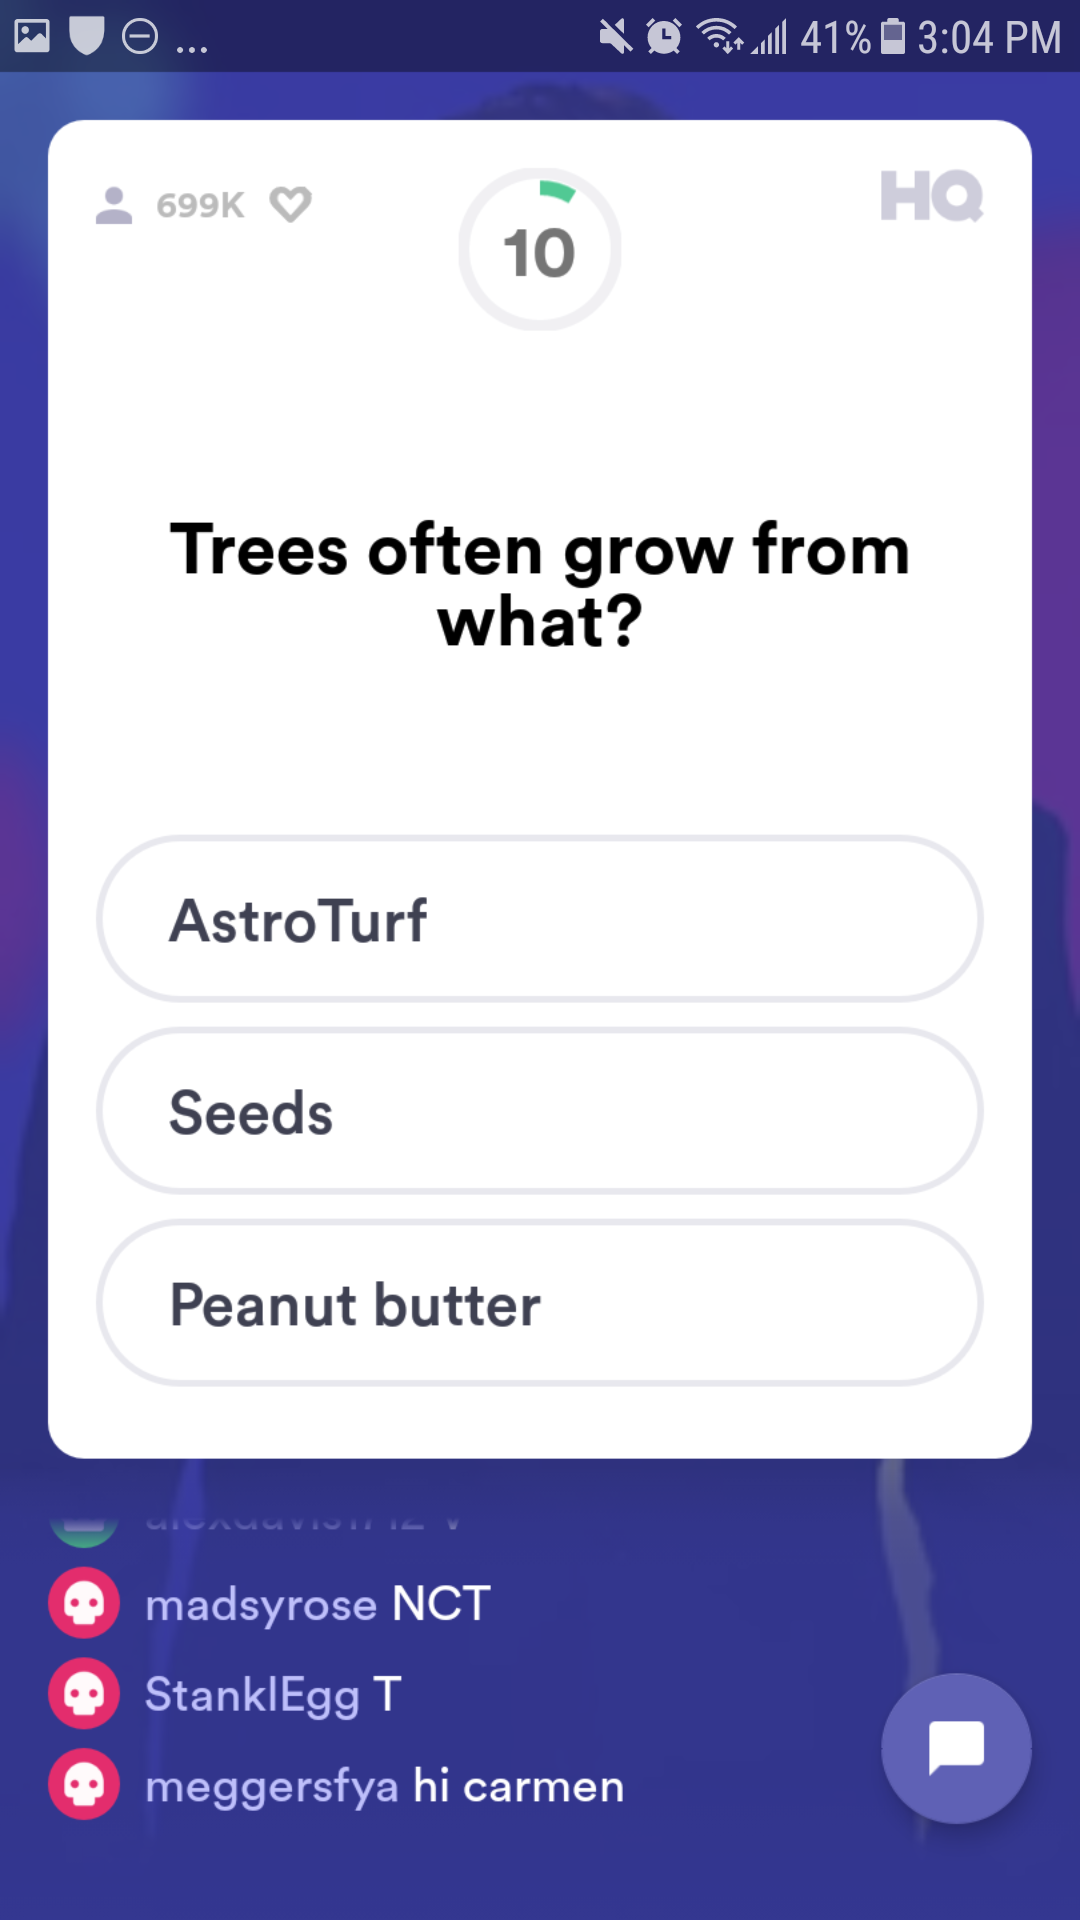 ... 41% 3:04 PM
699K 10 HQ
Trees often grow from
what?
AstroTurf
Seeds
Peanut butter
madsyrose NCT
StanklEgg T
meggersfya hi carmen